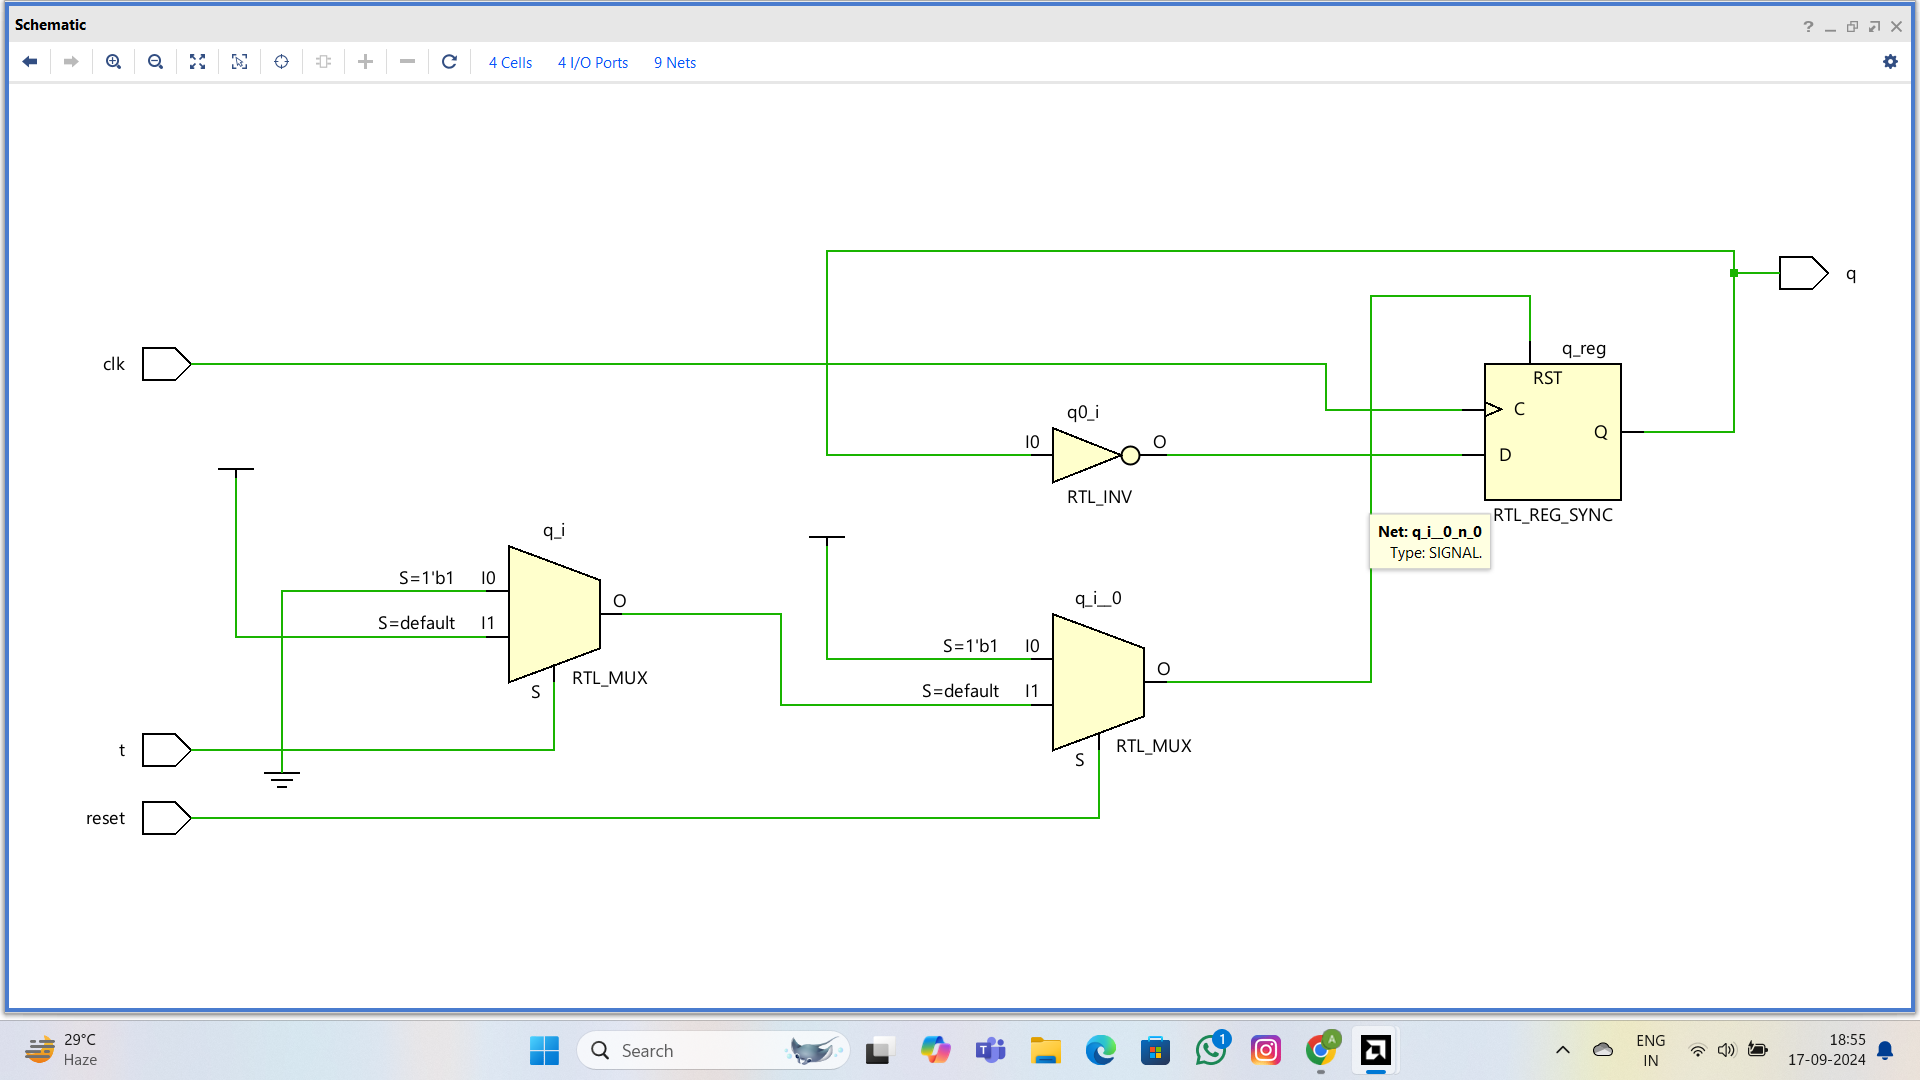 Schematic
4 Cells
4 I/O Ports
9 Nets
q
clk
q_reg
RST
C
Q
D
RTL_REG_SYNC
q0_i
I0
O
RTL_INV
Net: q_i__0_n_0
Type: SIGNAL.
q_i
S=1'b1 I0
O
S=default I1
S
RTL_MUX
q_i__0
S=1'b1 I0
O
S=default I1
S
RTL_MUX
t
reset
29°C
Haze
Search
1
A
ENG
IN
18:55
17-09-2024